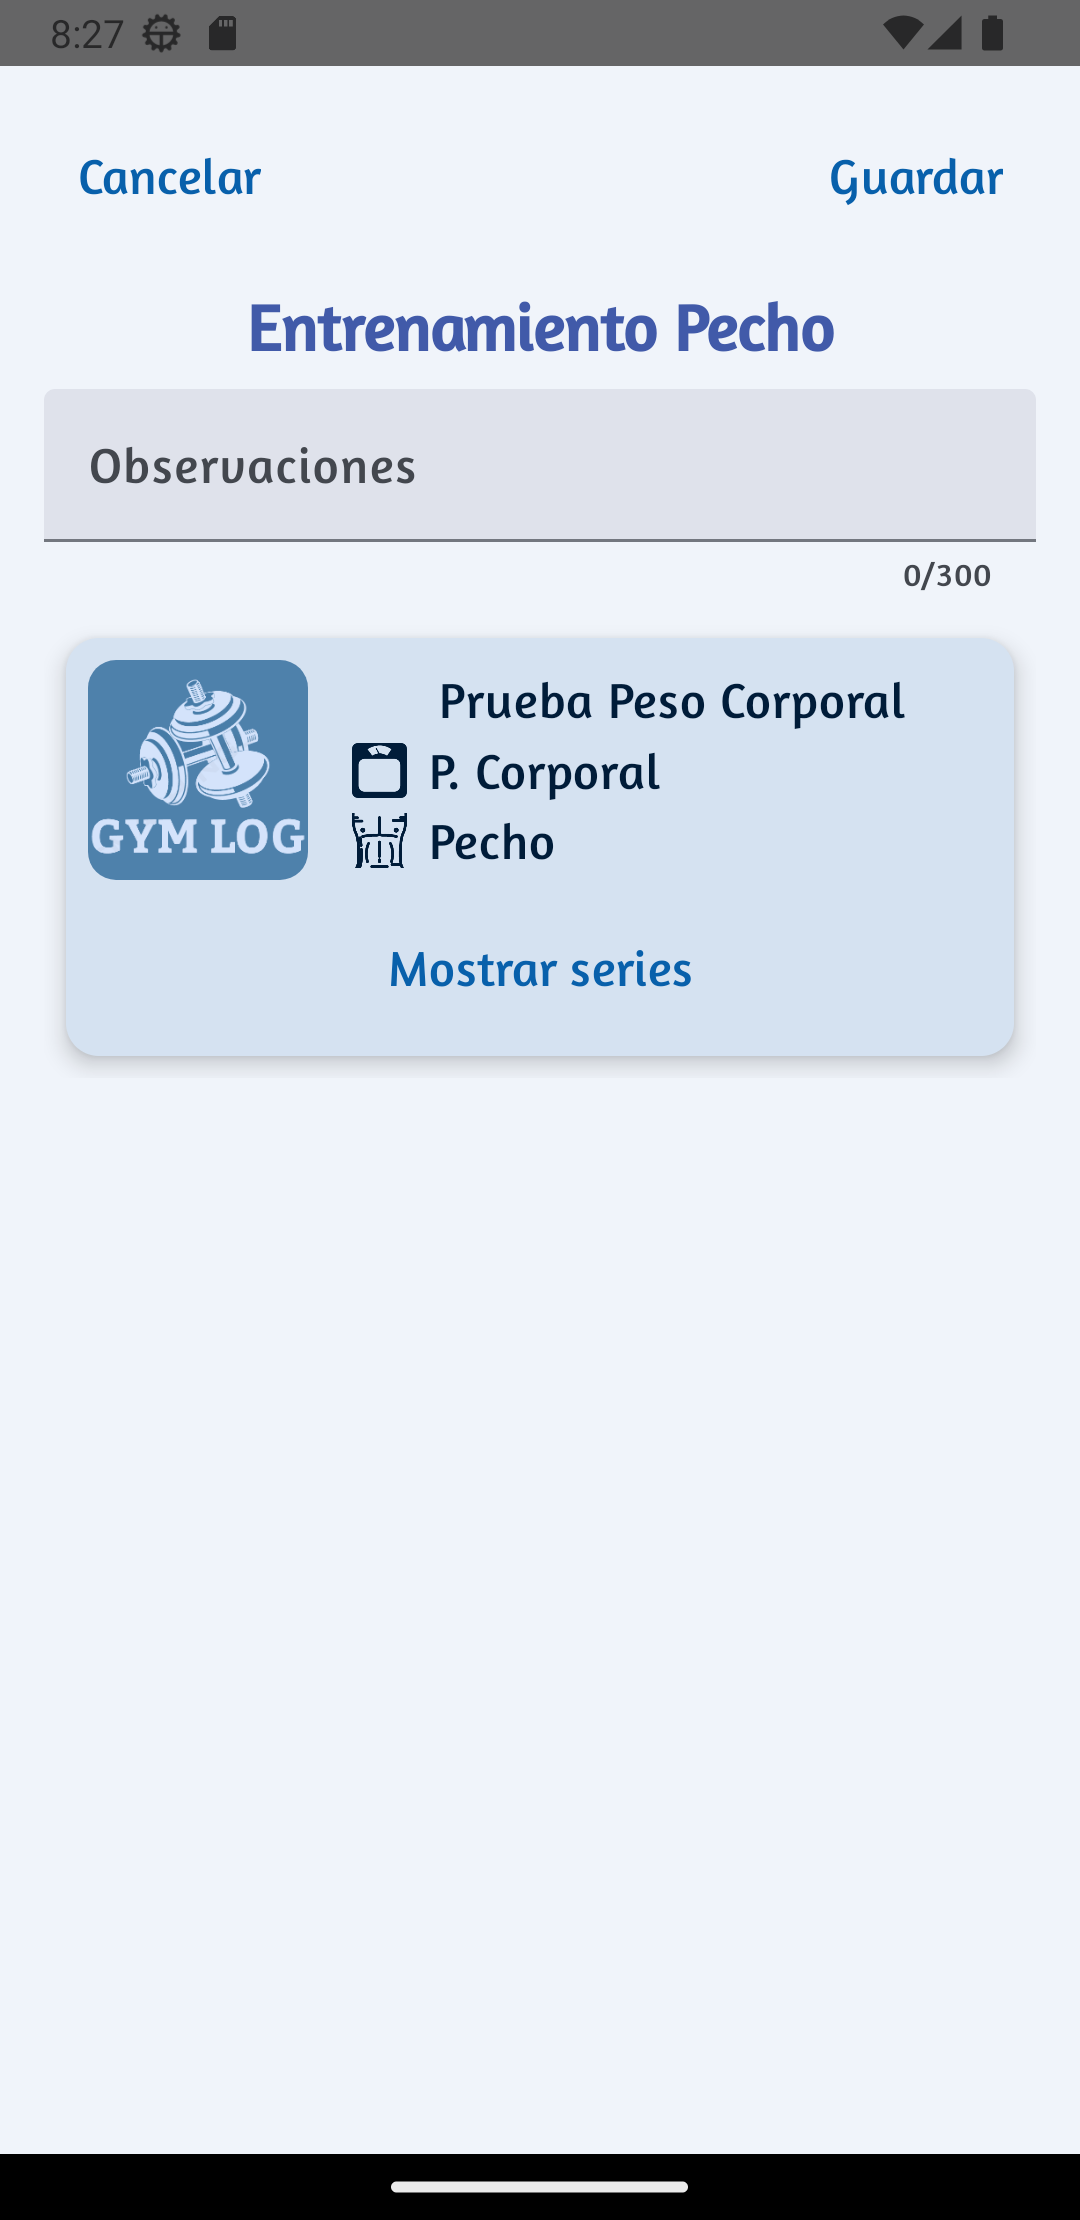 8:27
Cancelar
Guardar
Entrenamiento Pecho
Observaciones
0/300
GYM LOG
Prueba Peso Corporal
P. Corporal
Pecho
Mostrar series